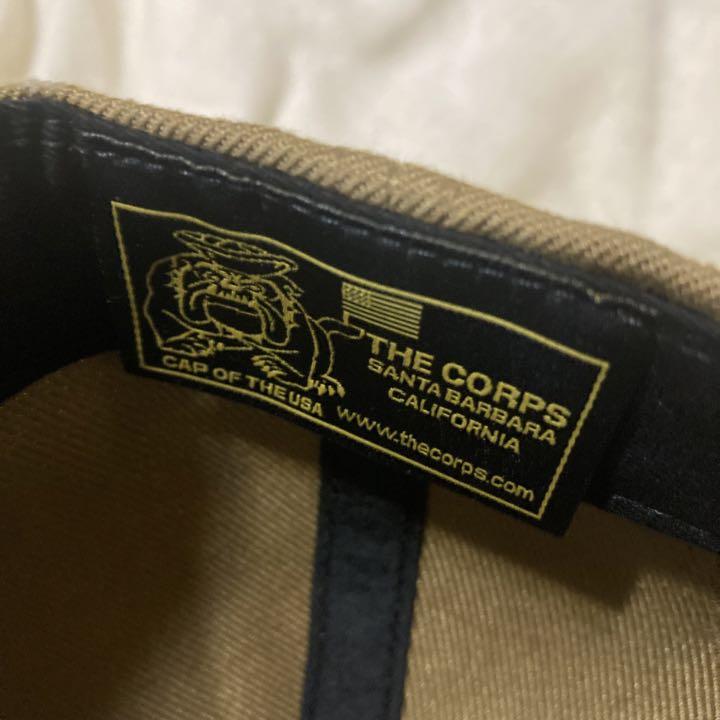 THE CORPS
SANTA BARBARA
CALIFORNIA
CAP OF THE USA
www.thecorps.com